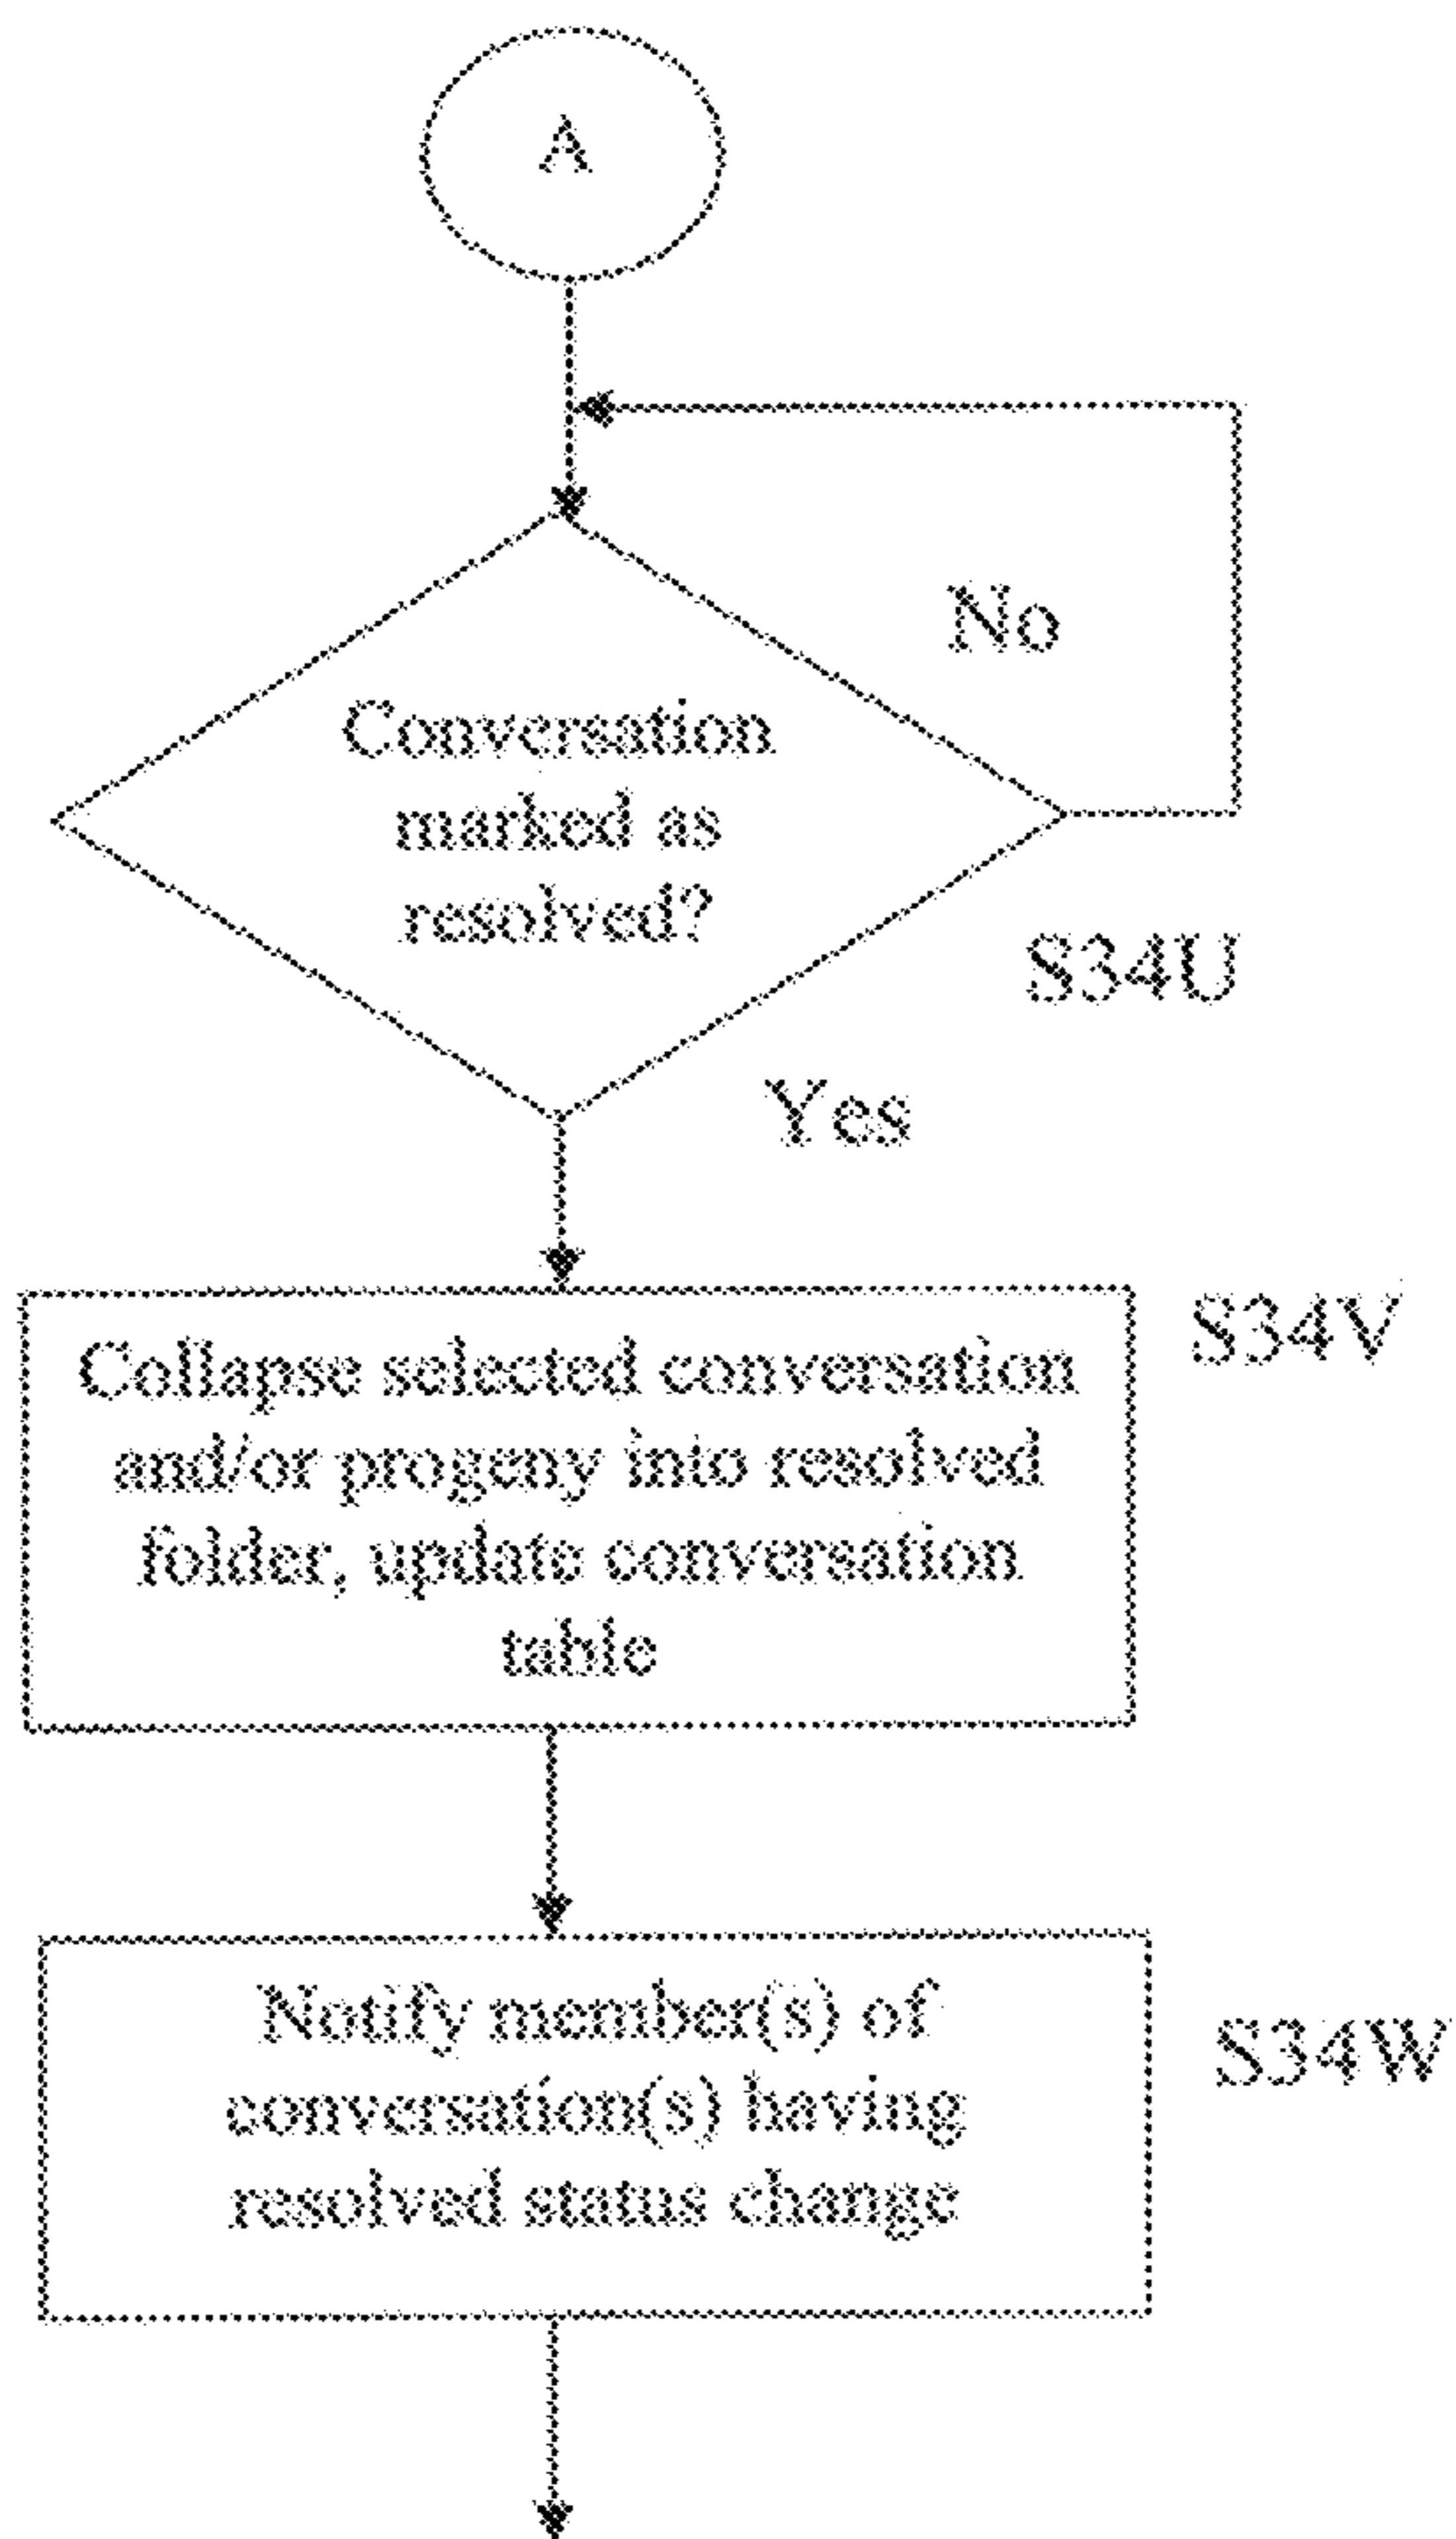 A
No
Conversation
marked as
resolved?
S34U
Yes
S34V
Collapse selected conversation
and/or progeny into resolved
folder, update conversation
table
Notify member(s) of
conversation(s) having
resolved status change
S34W